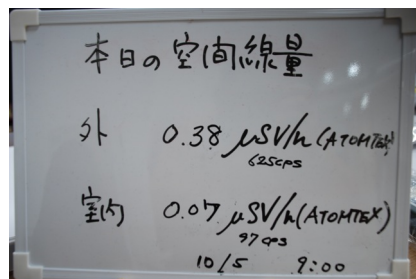 本日の空間線量
外 0.38 μSV/h (ATOMTEX)
625cps
室内 0.07 μSV/h (ATOMTEX)
97cps
10/5 9:00